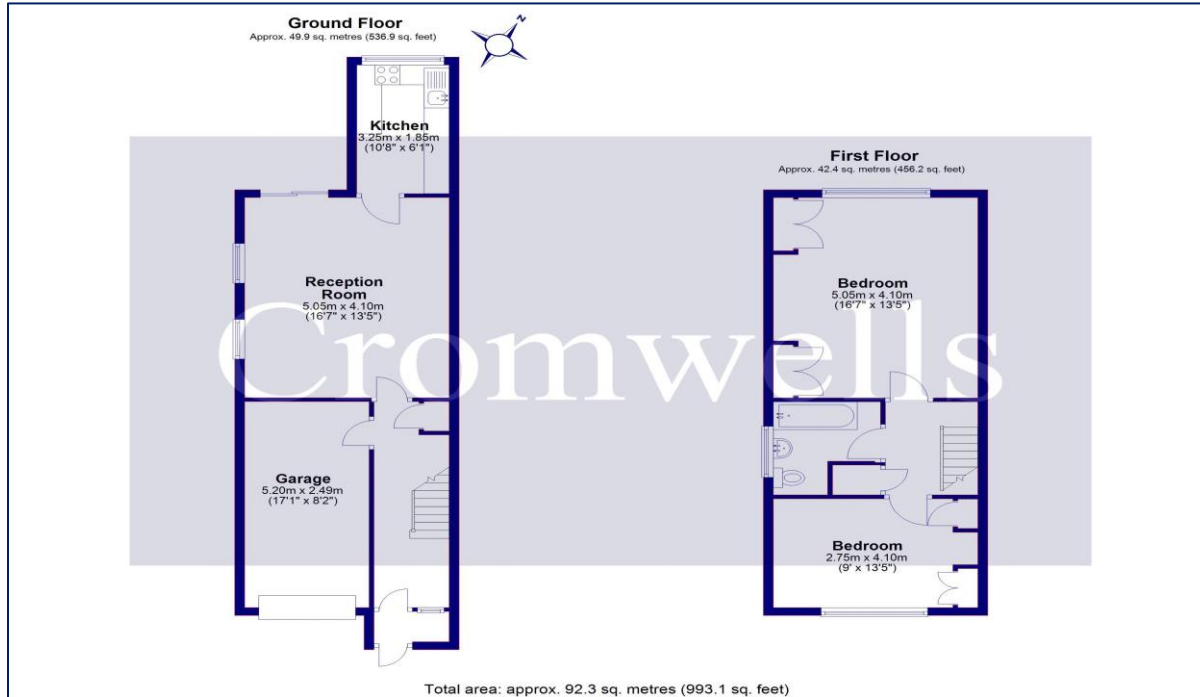 Ground Floor
Approx. 49.9 sq. metres (536.9 sq. feet)
N
Kitchen
3.25m x 1.85m
(10'8" x 6'1")
Reception
Room
5.05m x 4.10m
(16'7" x 13'5")
Garage
5.20m x 2.49m
(17'1" x 8'2")
First Floor
Approx. 42.4 sq. metres (456.2 sq. feet)
Bedroom
5.05m x 4.10m
(16'7" x 13'5")
Bedroom
2.75m x 4.10m
(9' x 13'5")
Cromwells
Total area: approx. 92.3 sq. metres (993.1 sq. feet)